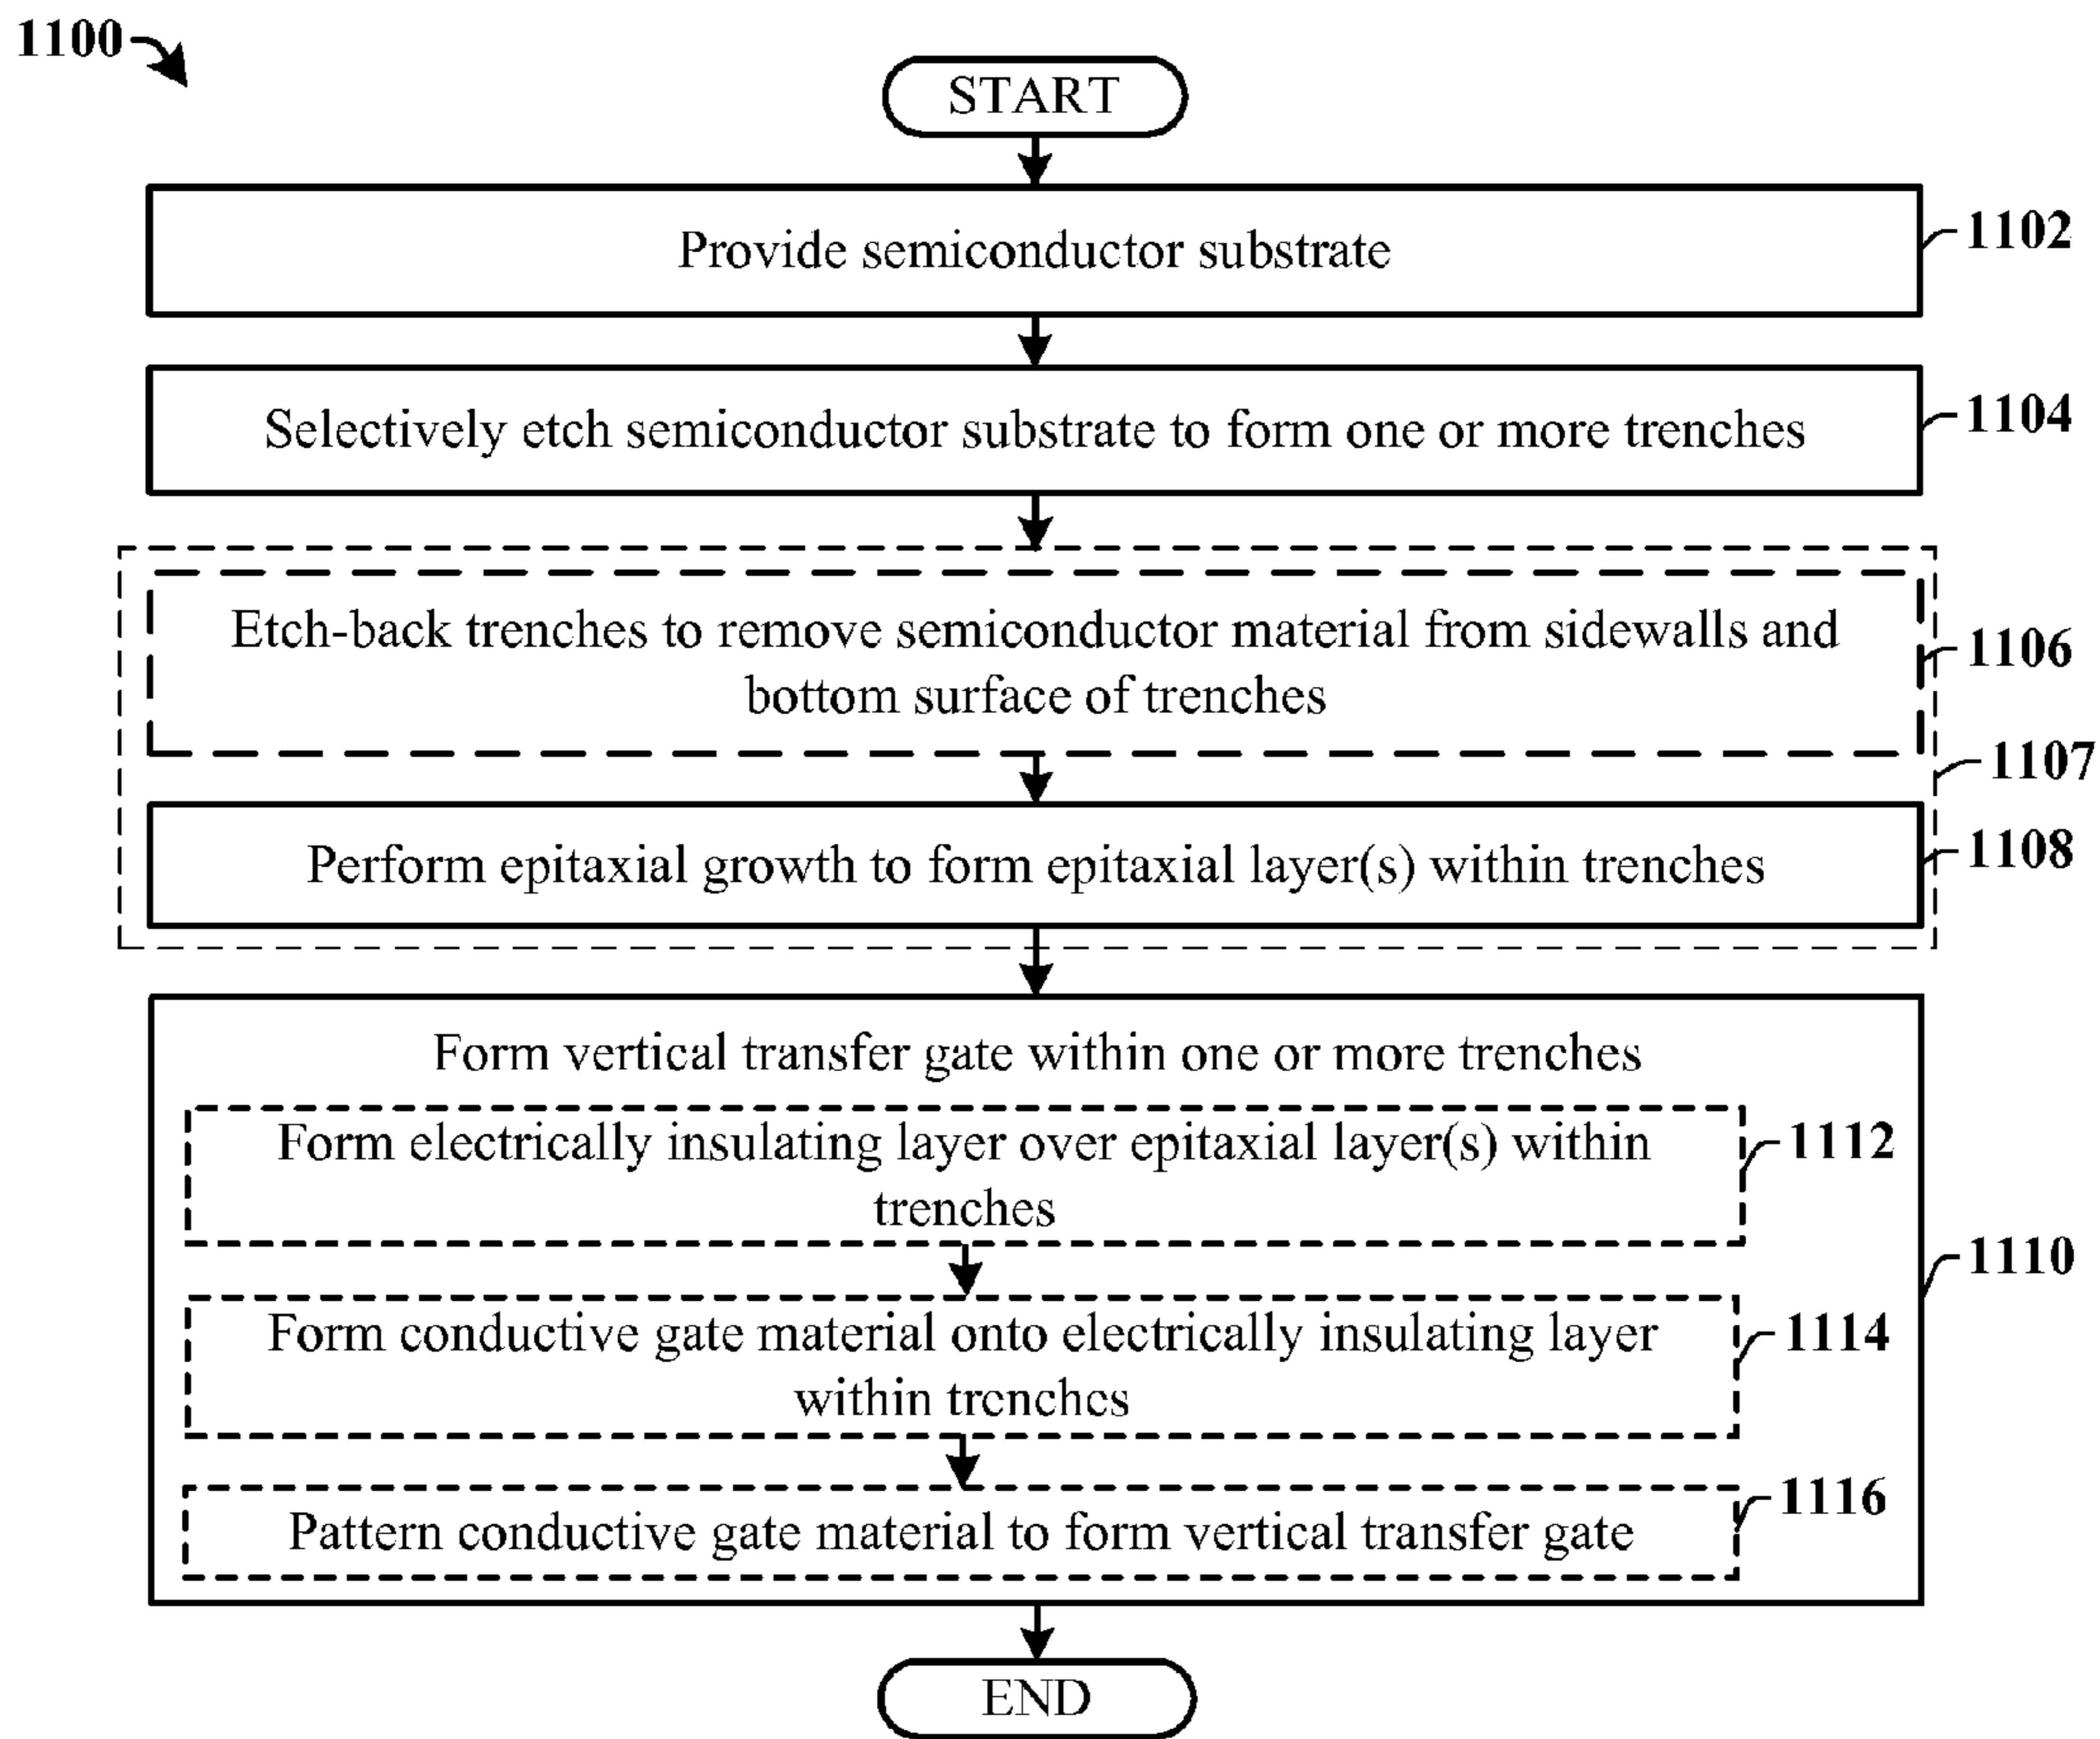 1100
START
Provide semiconductor substrate
1102
Selectively etch semiconductor substrate to form one or more trenches
1104
Etch-back trenches to remove semiconductor material from sidewalls and
bottom surface of trenches
1106
1107
Perform epitaxial growth to form epitaxial layer(s) within trenches
1108
Form vertical transfer gate within one or more trenches
Form electrically insulating layer over epitaxial layer(s) within
trenches
1112
1110
Form conductive gate material onto electrically insulating layer
within trenches
1114
Pattern conductive gate material to form vertical transfer gate
1116
END